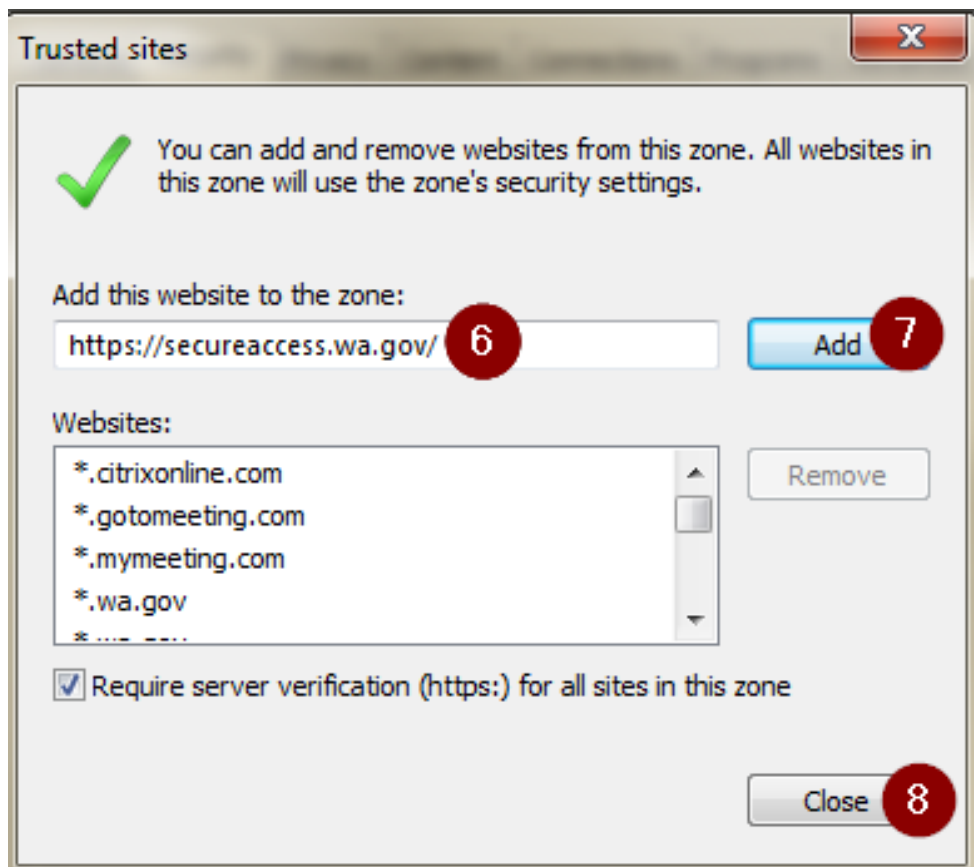 Trusted sites
You can add and remove websites from this zone. All websites in
this zone will use the zone's security settings.
Add this website to the zone:
https://secureaccess.wa.gov/ 6
Add 7
Websites:
*.citrixonline.com
Remove
*.gotomeeting.com
*.mymeeting.com
*.wa.gov
Require server verification (https:) for all sites in this zone
Close 8